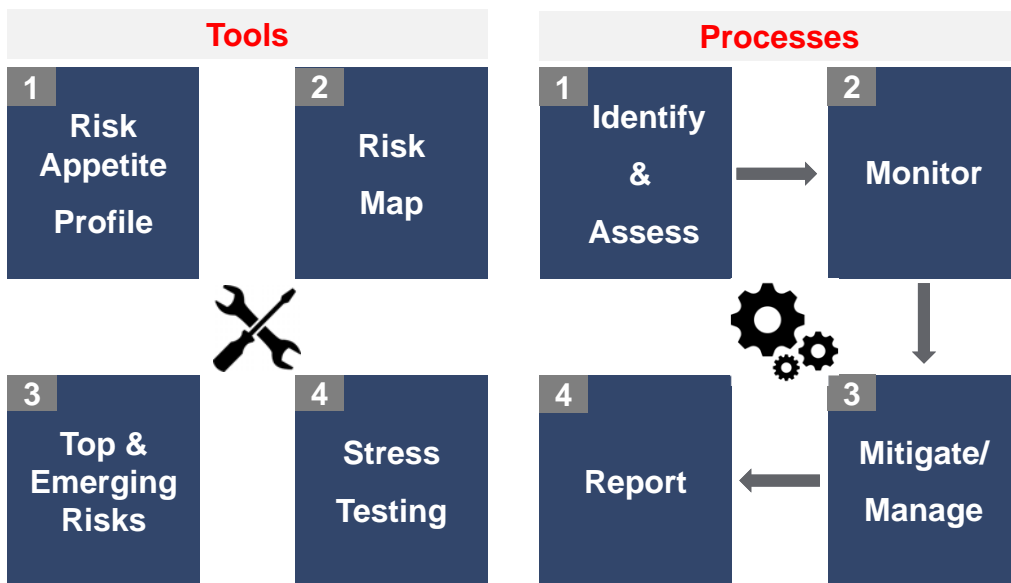 Tools
1
Risk
Appetite
Profile
2
Risk
Map
3
Top &
Emerging
Risks
4
Stress
Testing
Processes
1
Identify
&
Assess
2
Monitor
3
Mitigate/
Manage
4
Report